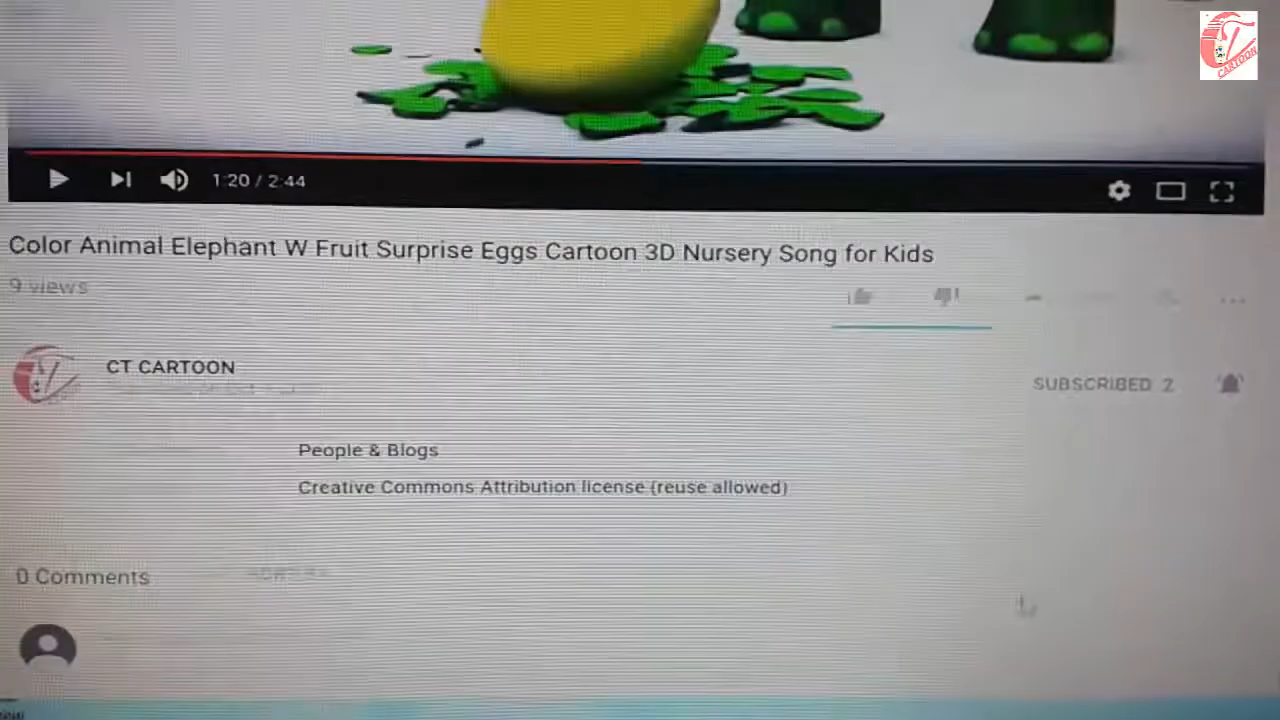 CARTOON
1:20 / 2:44
Color Animal Elephant W Fruit Surprise Eggs Cartoon 3D Nursery Song for Kids
9 views
CT CARTOON
SUBSCRIBED 2
People & Blogs
Creative Commons Attribution license (reuse allowed)
0 Comments